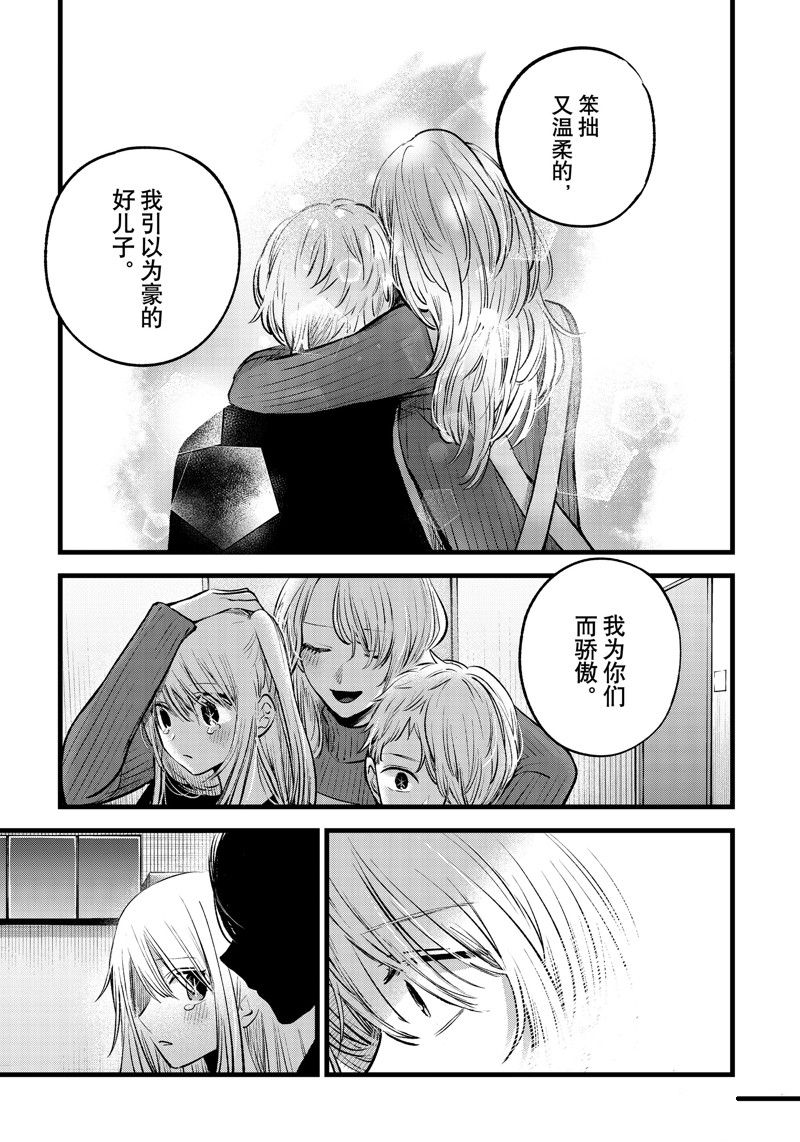 笨拙
又温柔的，
我引以为豪的
好儿子。
我为你们
而骄傲。